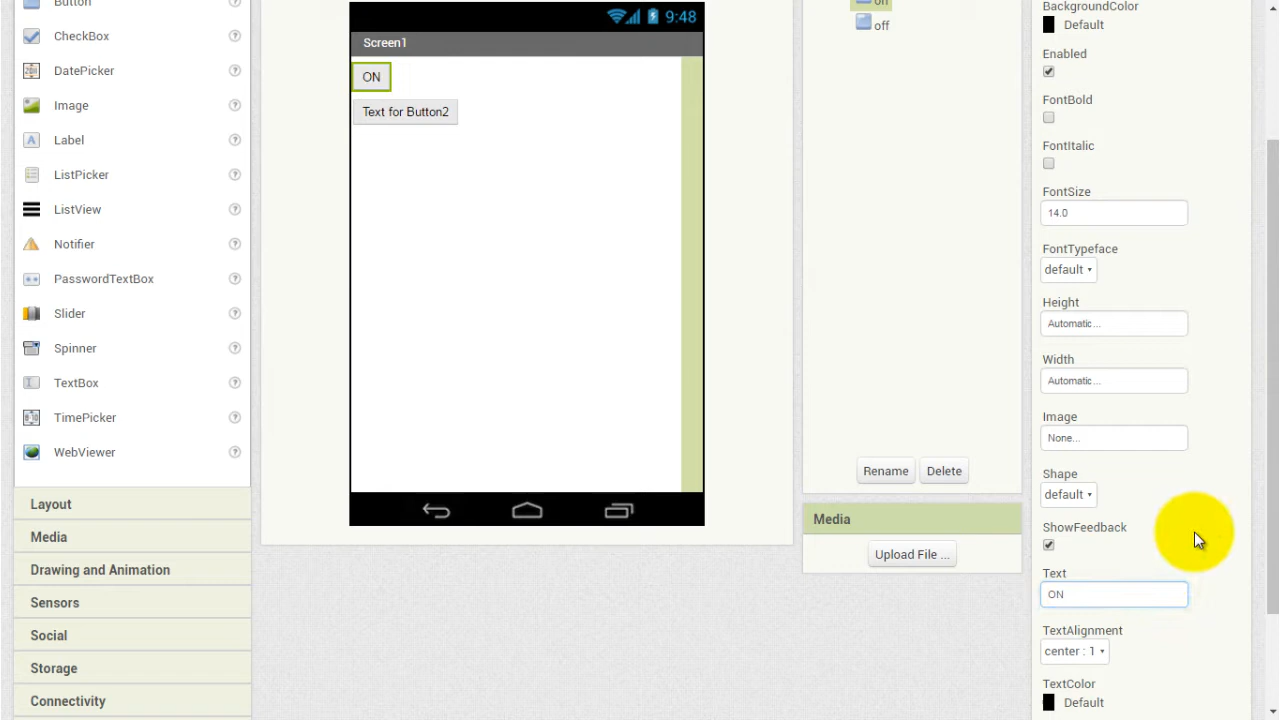 Button
CheckBox
DatePicker
Image
Label
ListPicker
ListView
Notifier
PasswordTextBox
Slider
Spinner
TextBox
TimePicker
WebViewer
Layout
Media
Drawing and Animation
Sensors
Social
Storage
Connectivity
9:48
Screen1
ON
Text for Button2
on
off
Rename
Delete
Media
Upload File ...
BackgroundColor
Default
Enabled
FontBold
FontItalic
FontSize
14.0
FontTypeface
default
Height
Automatic...
Width
Automatic...
Image
None...
Shape
default
ShowFeedback
Text
ON
TextAlignment
center : 1
TextColor
Default